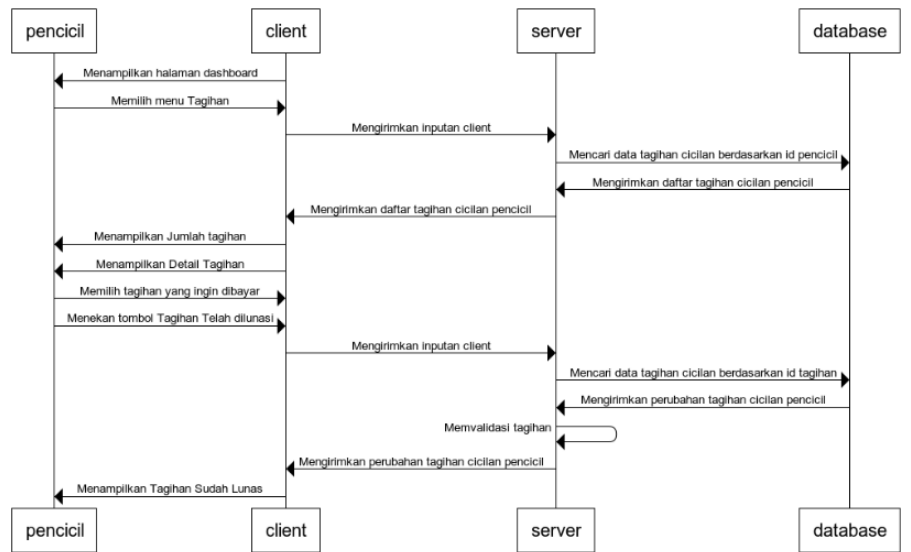 pencicil
client
server
database
Menampilkan halaman dashboard
Memilih menu Tagihan
Mengirimkan inputan client
Mencari data tagihan cicilan berdasarkan id pencicil
Mengirimkan daftar tagihan cicilan pencicil
Mengirimkan daftar tagihan cicilan pencicil
Menampilkan Jumlah tagihan
Menampilkan Detail Tagihan
Memilih tagihan yang ingin dibayar
Menekan tombol Tagihan Telah dilunasi
Mengirimkan inputan client
Mencari data tagihan cicilan berdasarkan id tagihan
Mengirimkan perubahan tagihan cicilan pencicil
Memvalidasi tagihan
Mengirimkan perubahan tagihan cicilan pencicil
Menampilkan Tagihan Sudah Lunas
pencicil
client
server
database